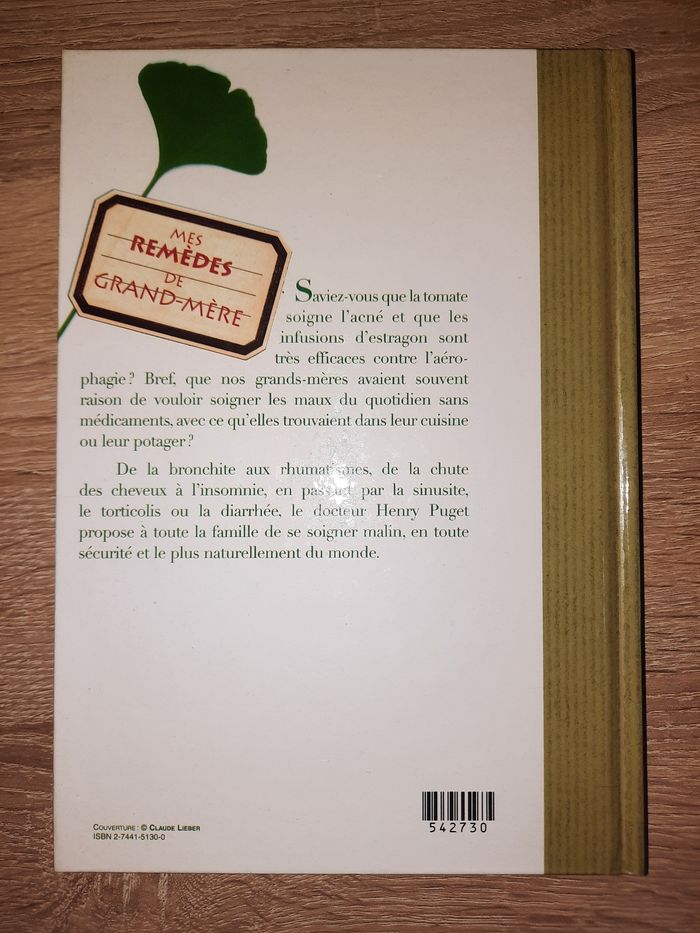 MES
REMÈDES
DE
GRAND-MÈRE
Saviez-vous que la tomate
soigne l'acné et que les
infusions d'estragon sont
très efficaces contre l'aéro-
phagie ? Bref, que nos grands-mères avaient souvent
raison de vouloir soigner les maux du quotidien sans
médicaments, avec ce qu'elles trouvaient dans leur cuisine
ou leur potager ?
De la bronchite aux rhumatismes, de la chute
des cheveux à l'insomnie, en passant par la sinusite,
le torticolis ou la diarrhée, le docteur Henry Puget
propose à toute la famille de se soigner malin, en toute
sécurité et le plus naturellement du monde.
COUVERTURE : © CLAUDE LIEBER
ISBN 2-7441-5130-0
542730